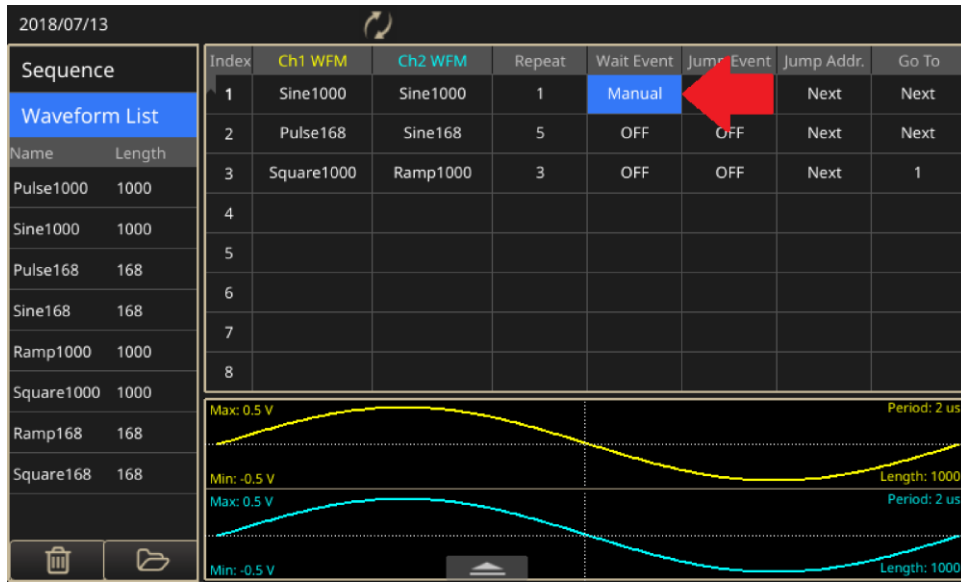 2018/07/13
Sequence
Waveform List
Name Length
Pulse1000 1000
Sine1000 1000
Pulse168 168
Sine168 168
Ramp1000 1000
Square1000 1000
Ramp168 168
Square168 168
Index Ch1 WFM Ch2 WFM Repeat Wait Event Jump Event Jump Addr. Go To
1 Sine1000 Sine1000 1 Manual Next Next
2 Pulse168 Sine168 5 OFF OFF Next Next
3 Square1000 Ramp1000 3 OFF OFF Next 1
4
5
6
7
8
Max: 0.5 V Period: 2 us
Min: -0.5 V Length: 1000
Max: 0.5 V Period: 2 us
Min: -0.5 V Length: 1000